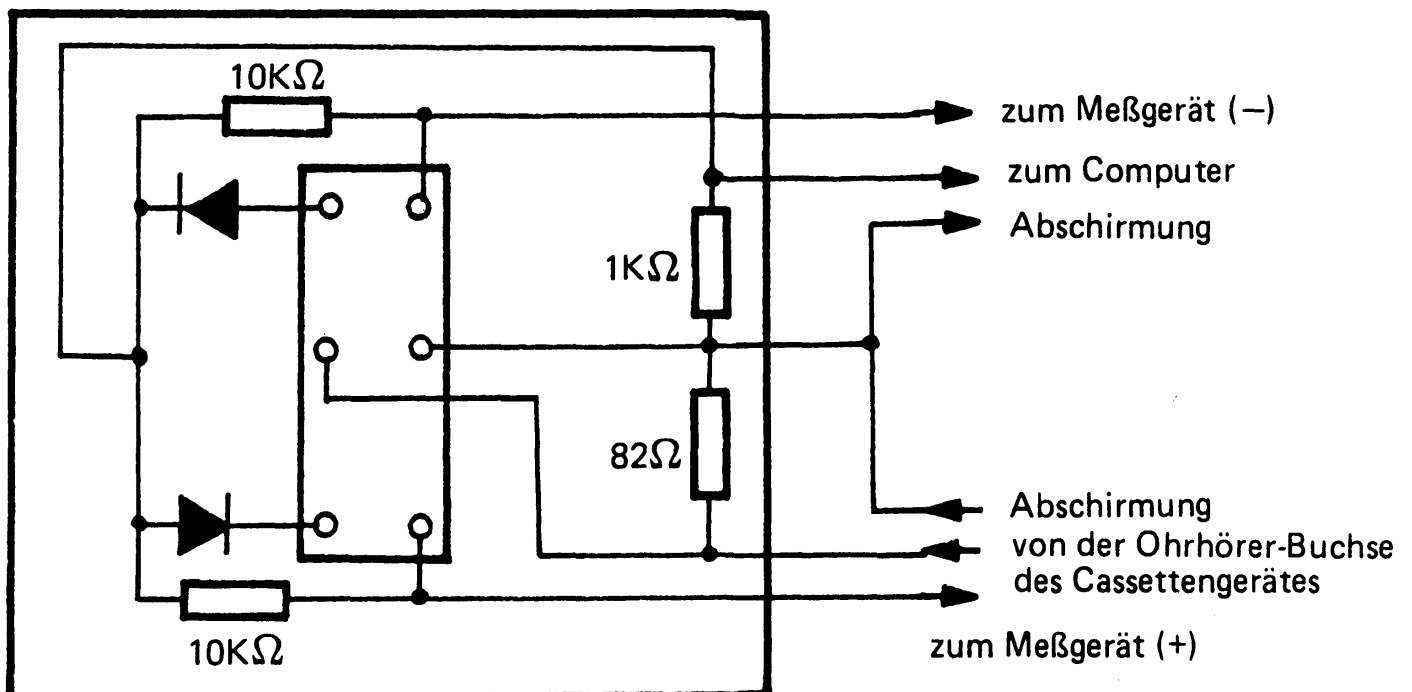 10KΩ
zum Meßgerät (—)
zum Computer
Abschirmung
1KΩ
82Ω
Abschirmung
von der Ohrhörer-Buchse
des Cassettengerätes
10KΩ
zum Meßgerät (+)